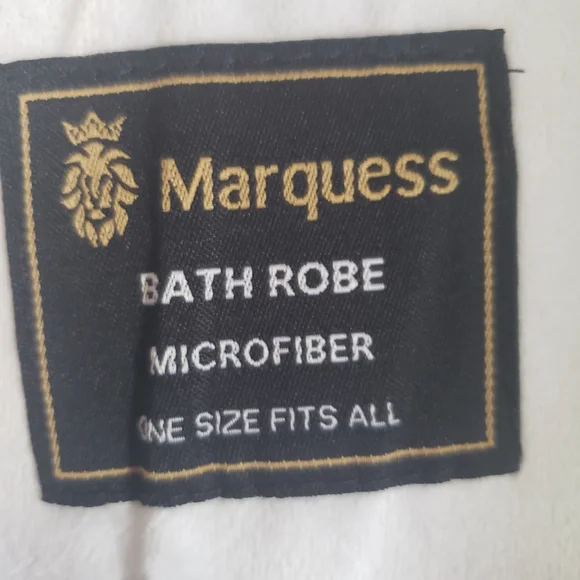 Marquess
BATH ROBE
MICROFIBER
ONE SIZE FITS ALL